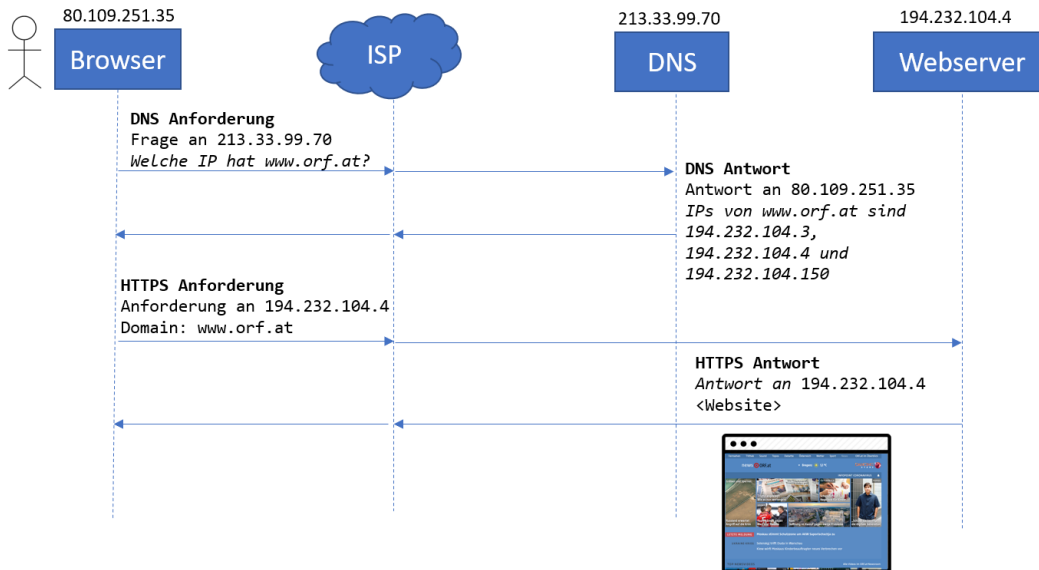 80.109.251.35
213.33.99.70
194.232.104.4
Browser
ISP
DNS
Webserver
DNS Anforderung
Frage an 213.33.99.70
Welche IP hat www.orf.at?
DNS Antwort
Antwort an 80.109.251.35
IPs von www.orf.at sind
194.232.104.3,
194.232.104.4 und
194.232.104.150
HTTPS Anforderung
Anforderung an 194.232.104.4
Domain: www.orf.at
HTTPS Antwort
Antwort an 194.232.104.4
<Website>